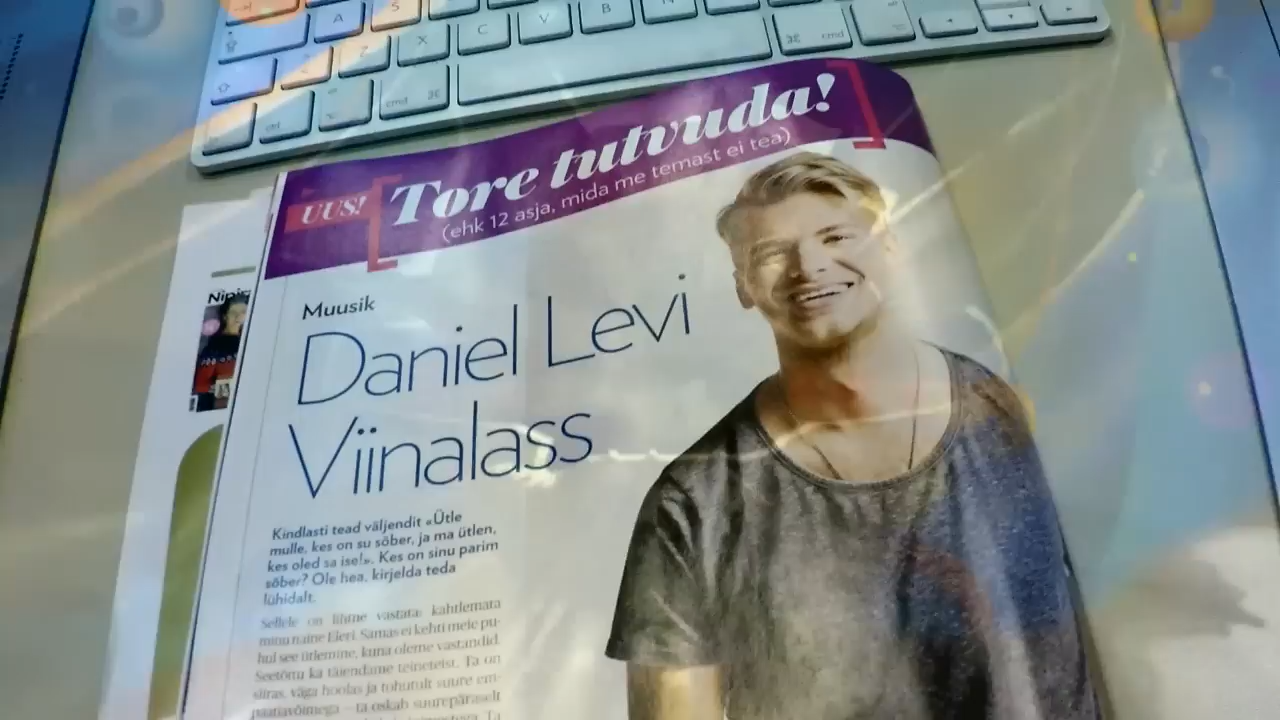 A
S
X
C
V
B
N
cmd
⌘
⌘
cmd
ctrl
UUS!
Tore tutvuda!
(ehk 12 asja, mida me temast ei tea)
Muusik
Daniel Levi
Viinalass
Kindlasti tead väljendit «Ütle
mulle, kes on su sõber, ja ma ütlen,
kes oled sa ise!». Kes on sinu parim
sõber? Ole hea, kirjelda teda
lühidalt.
Sellele on lihtne vastata: kahtlemata
minu naine Eleri. Samas ei kehti meie pu-
hul see ütlemine, kuna oleme vastandid.
Seetõttu ka täiendame teineteist. Ta on
siiras, väga hoolas ja tohutult suure em-
paatiavõimega – ta oskab suurepäraselt
Ta